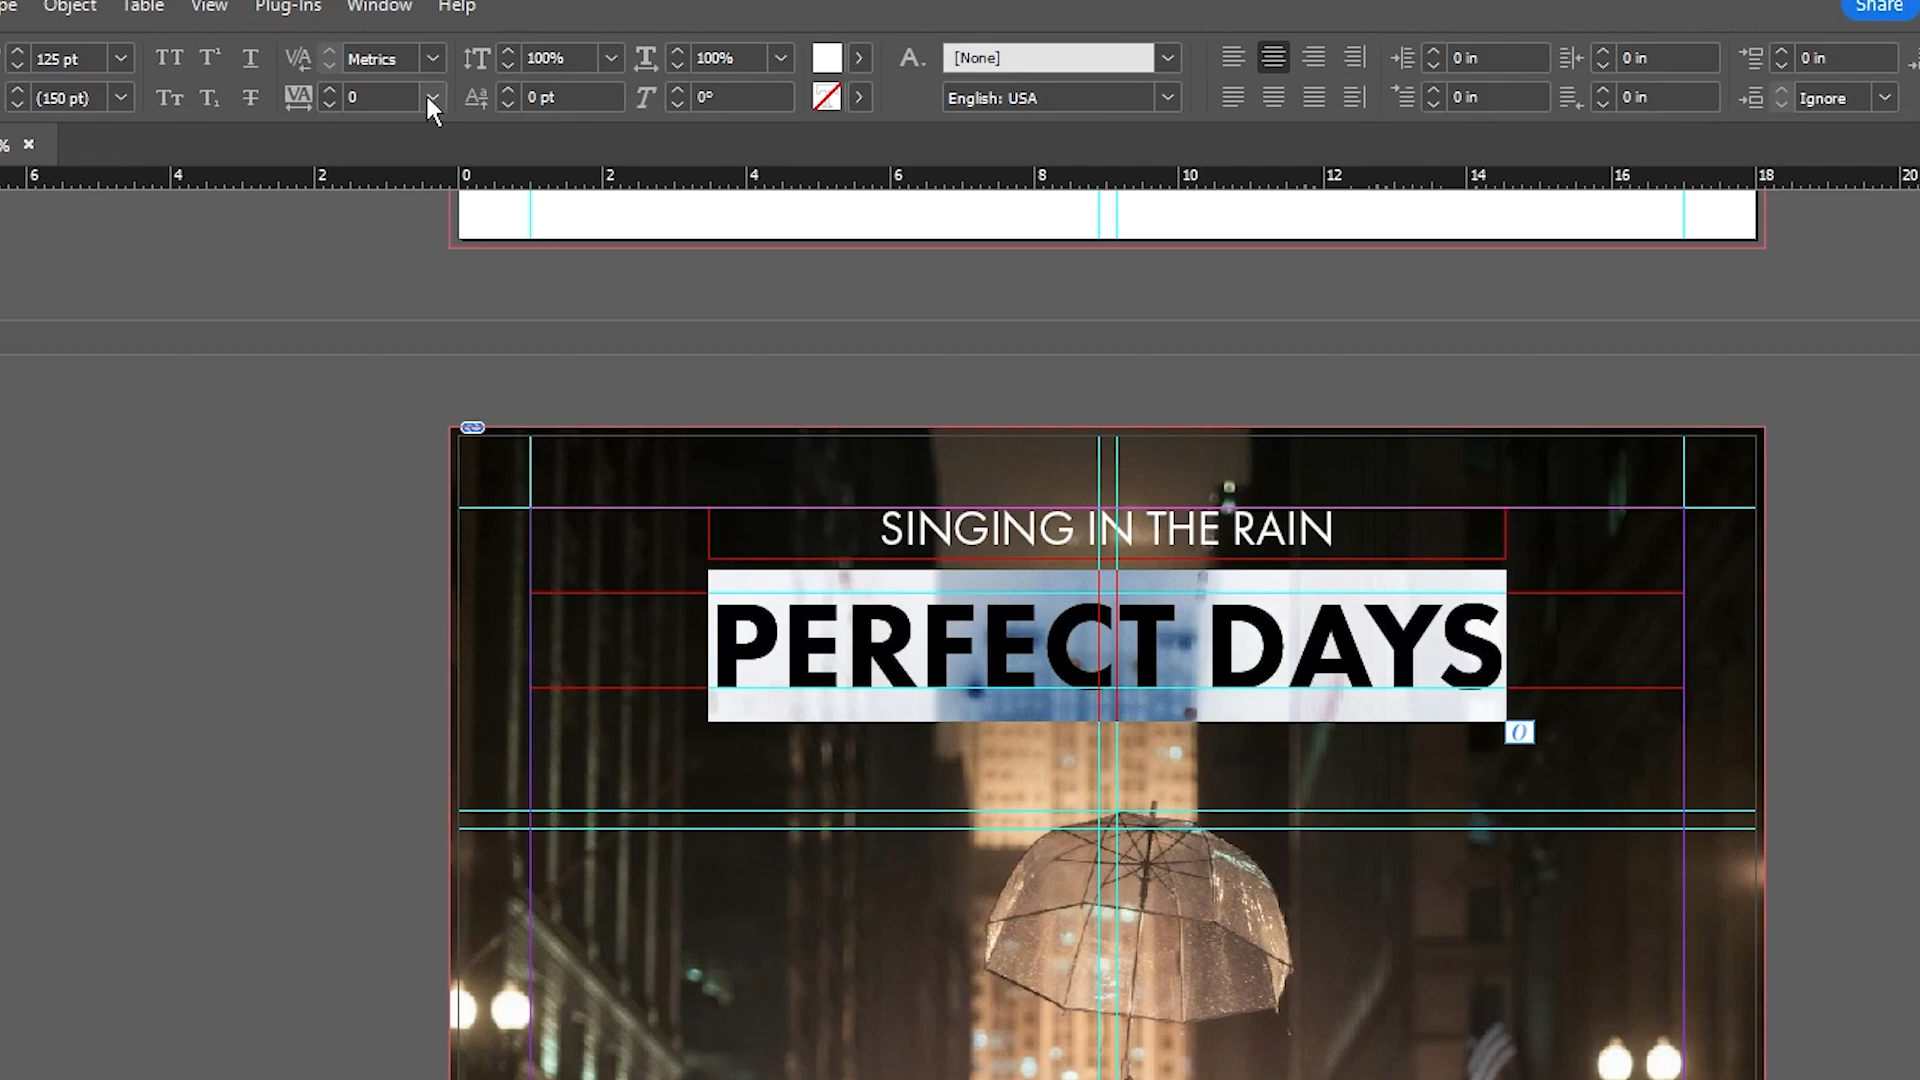 pe Object Table View Plug-Ins Window Help Share
125 pt TT T¹ T VA Metrics 100% 100% A. [None] 0 in 0 in 0 in
(150 pt) Tt T₁ T VA 0 0 pt T 0° T English: USA 0 in 0 in Ignore
% ×
6 4 2 0 2 4 6 8 10 12 14 16 18 20
SINGING IN THE RAIN
PERFECT DAYS
O